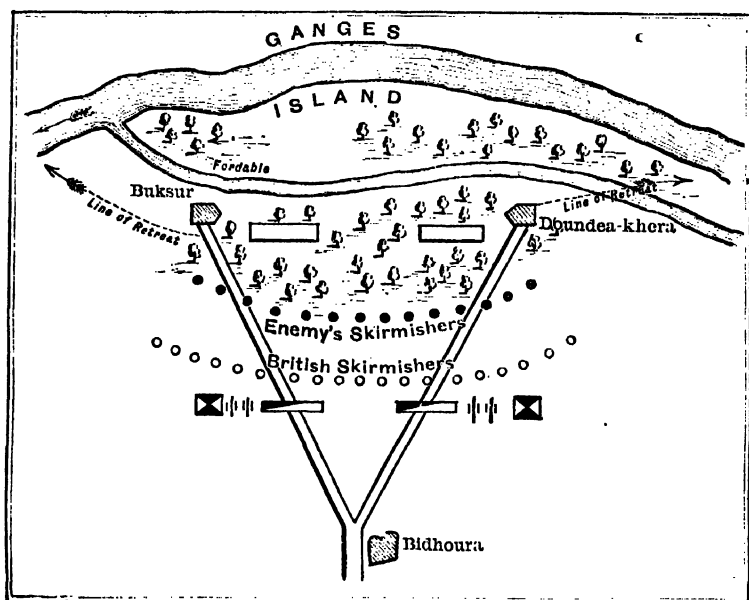 GANGES
ISLAND
Fordable
Buksur
Line of Retreat
Line of Retreat
Doundea-khera
Enemy's Skirmishers
British Skirmishers
Bidhoura